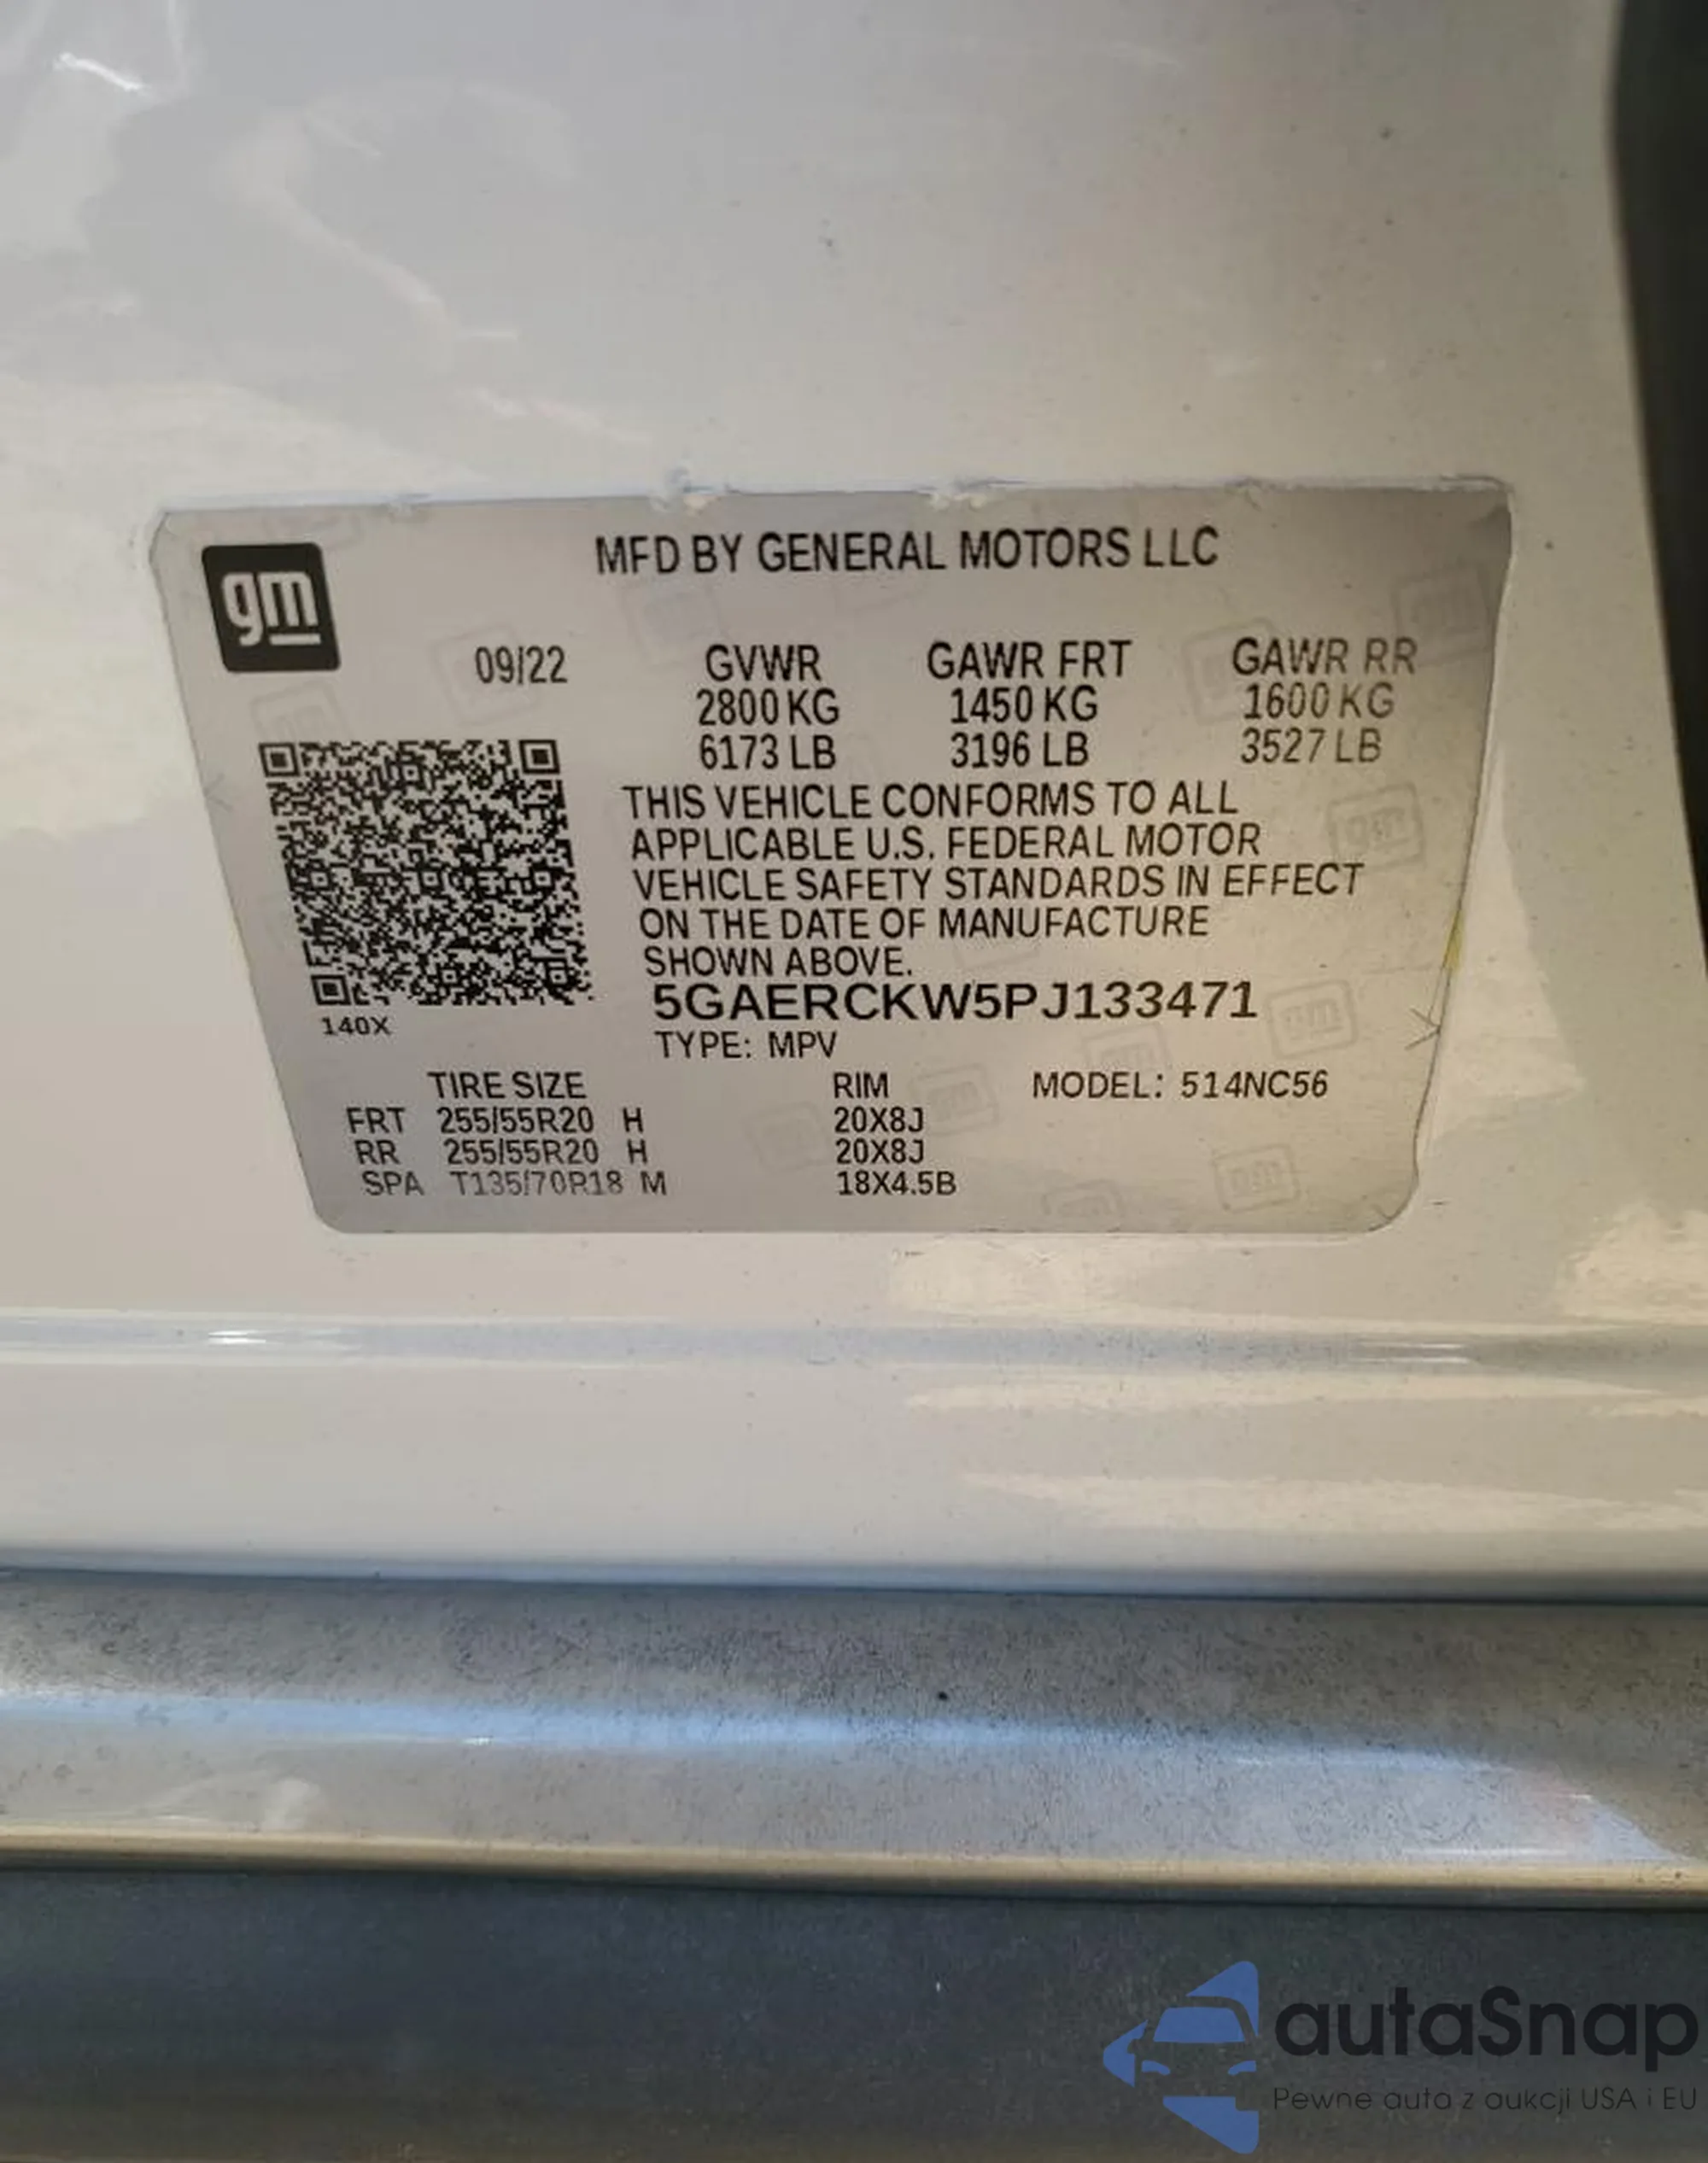 gm
MFD BY GENERAL MOTORS LLC
09/22 GVWR GAWR FRT GAWR RR
2800 KG 1450 KG 1600 KG
6173 LB 3196 LB 3527 LB
THIS VEHICLE CONFORMS TO ALL
APPLICABLE U.S. FEDERAL MOTOR
VEHICLE SAFETY STANDARDS IN EFFECT
ON THE DATE OF MANUFACTURE
SHOWN ABOVE.
5GAERCKW5PJ133471
140X
TYPE: MPV
TIRE SIZE RIM MODEL: 514NC56
FRT 255/55R20 H 20X8J
RR 255/55R20 H 20X8J
SPA T135/70R18 M 18X4.5B
autaSnap
Pewne auta z aukcji USA i EU